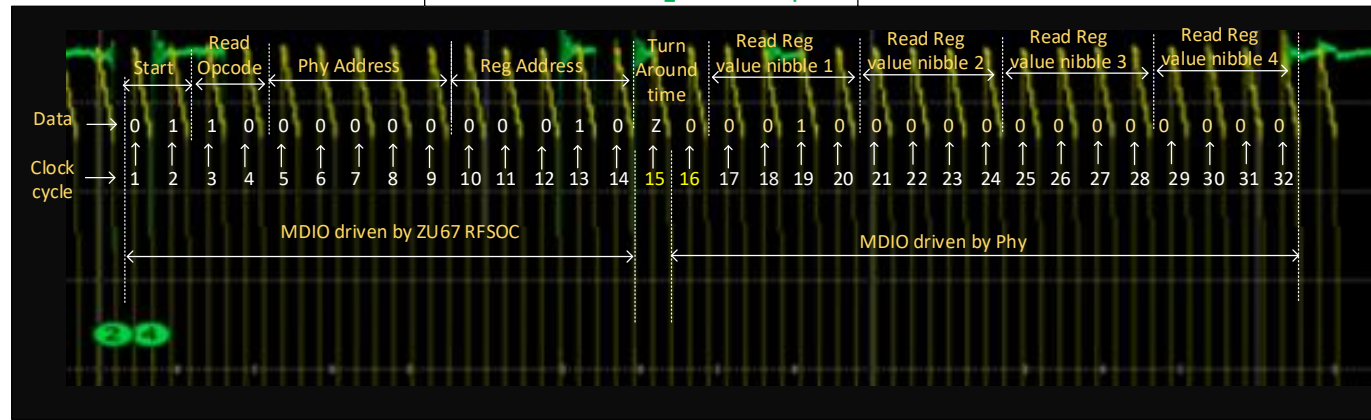 Start
Read
Opcode
Phy Address
Reg Address
Turn
Around
time
Read Reg
value nibble 1
Read Reg
value nibble 2
Read Reg
value nibble 3
Read Reg
value nibble 4
Data 0 1 1 0 0 0 0 0 0 0 0 0 1 0 Z 0 0 0 1 0 0 0 0 0 0 0 0 0 0 0 0 0
Clock
cycle
1 2 3 4 5 6 7 8 9 10 11 12 13 14 15 16 17 18 19 20 21 22 23 24 25 26 27 28 29 30 31 32
MDIO driven by ZU67 RFSOC
MDIO driven by Phy
2 4